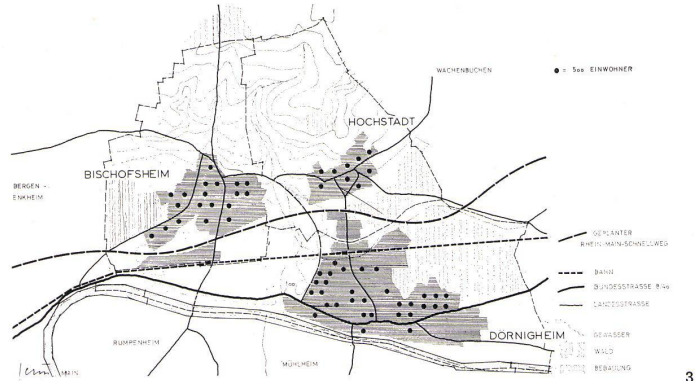 WACHENBUCHEN
● = 500 EINWOHNER
HOCHSTADT
BISCHOFSHEIM
BERGEN -
ENKHEIM
GEPLANTER
RHEIN-MAIN-SCHNELLWEG
BAHN
BUNDESSTRASSE 8/40
LANDESSTRASSE
DÖRNIGHEIM
GEWÄSSER
WALD
BEBAUUNG
RUMPENHEIM
MÜHLHEIM
MAIN
3